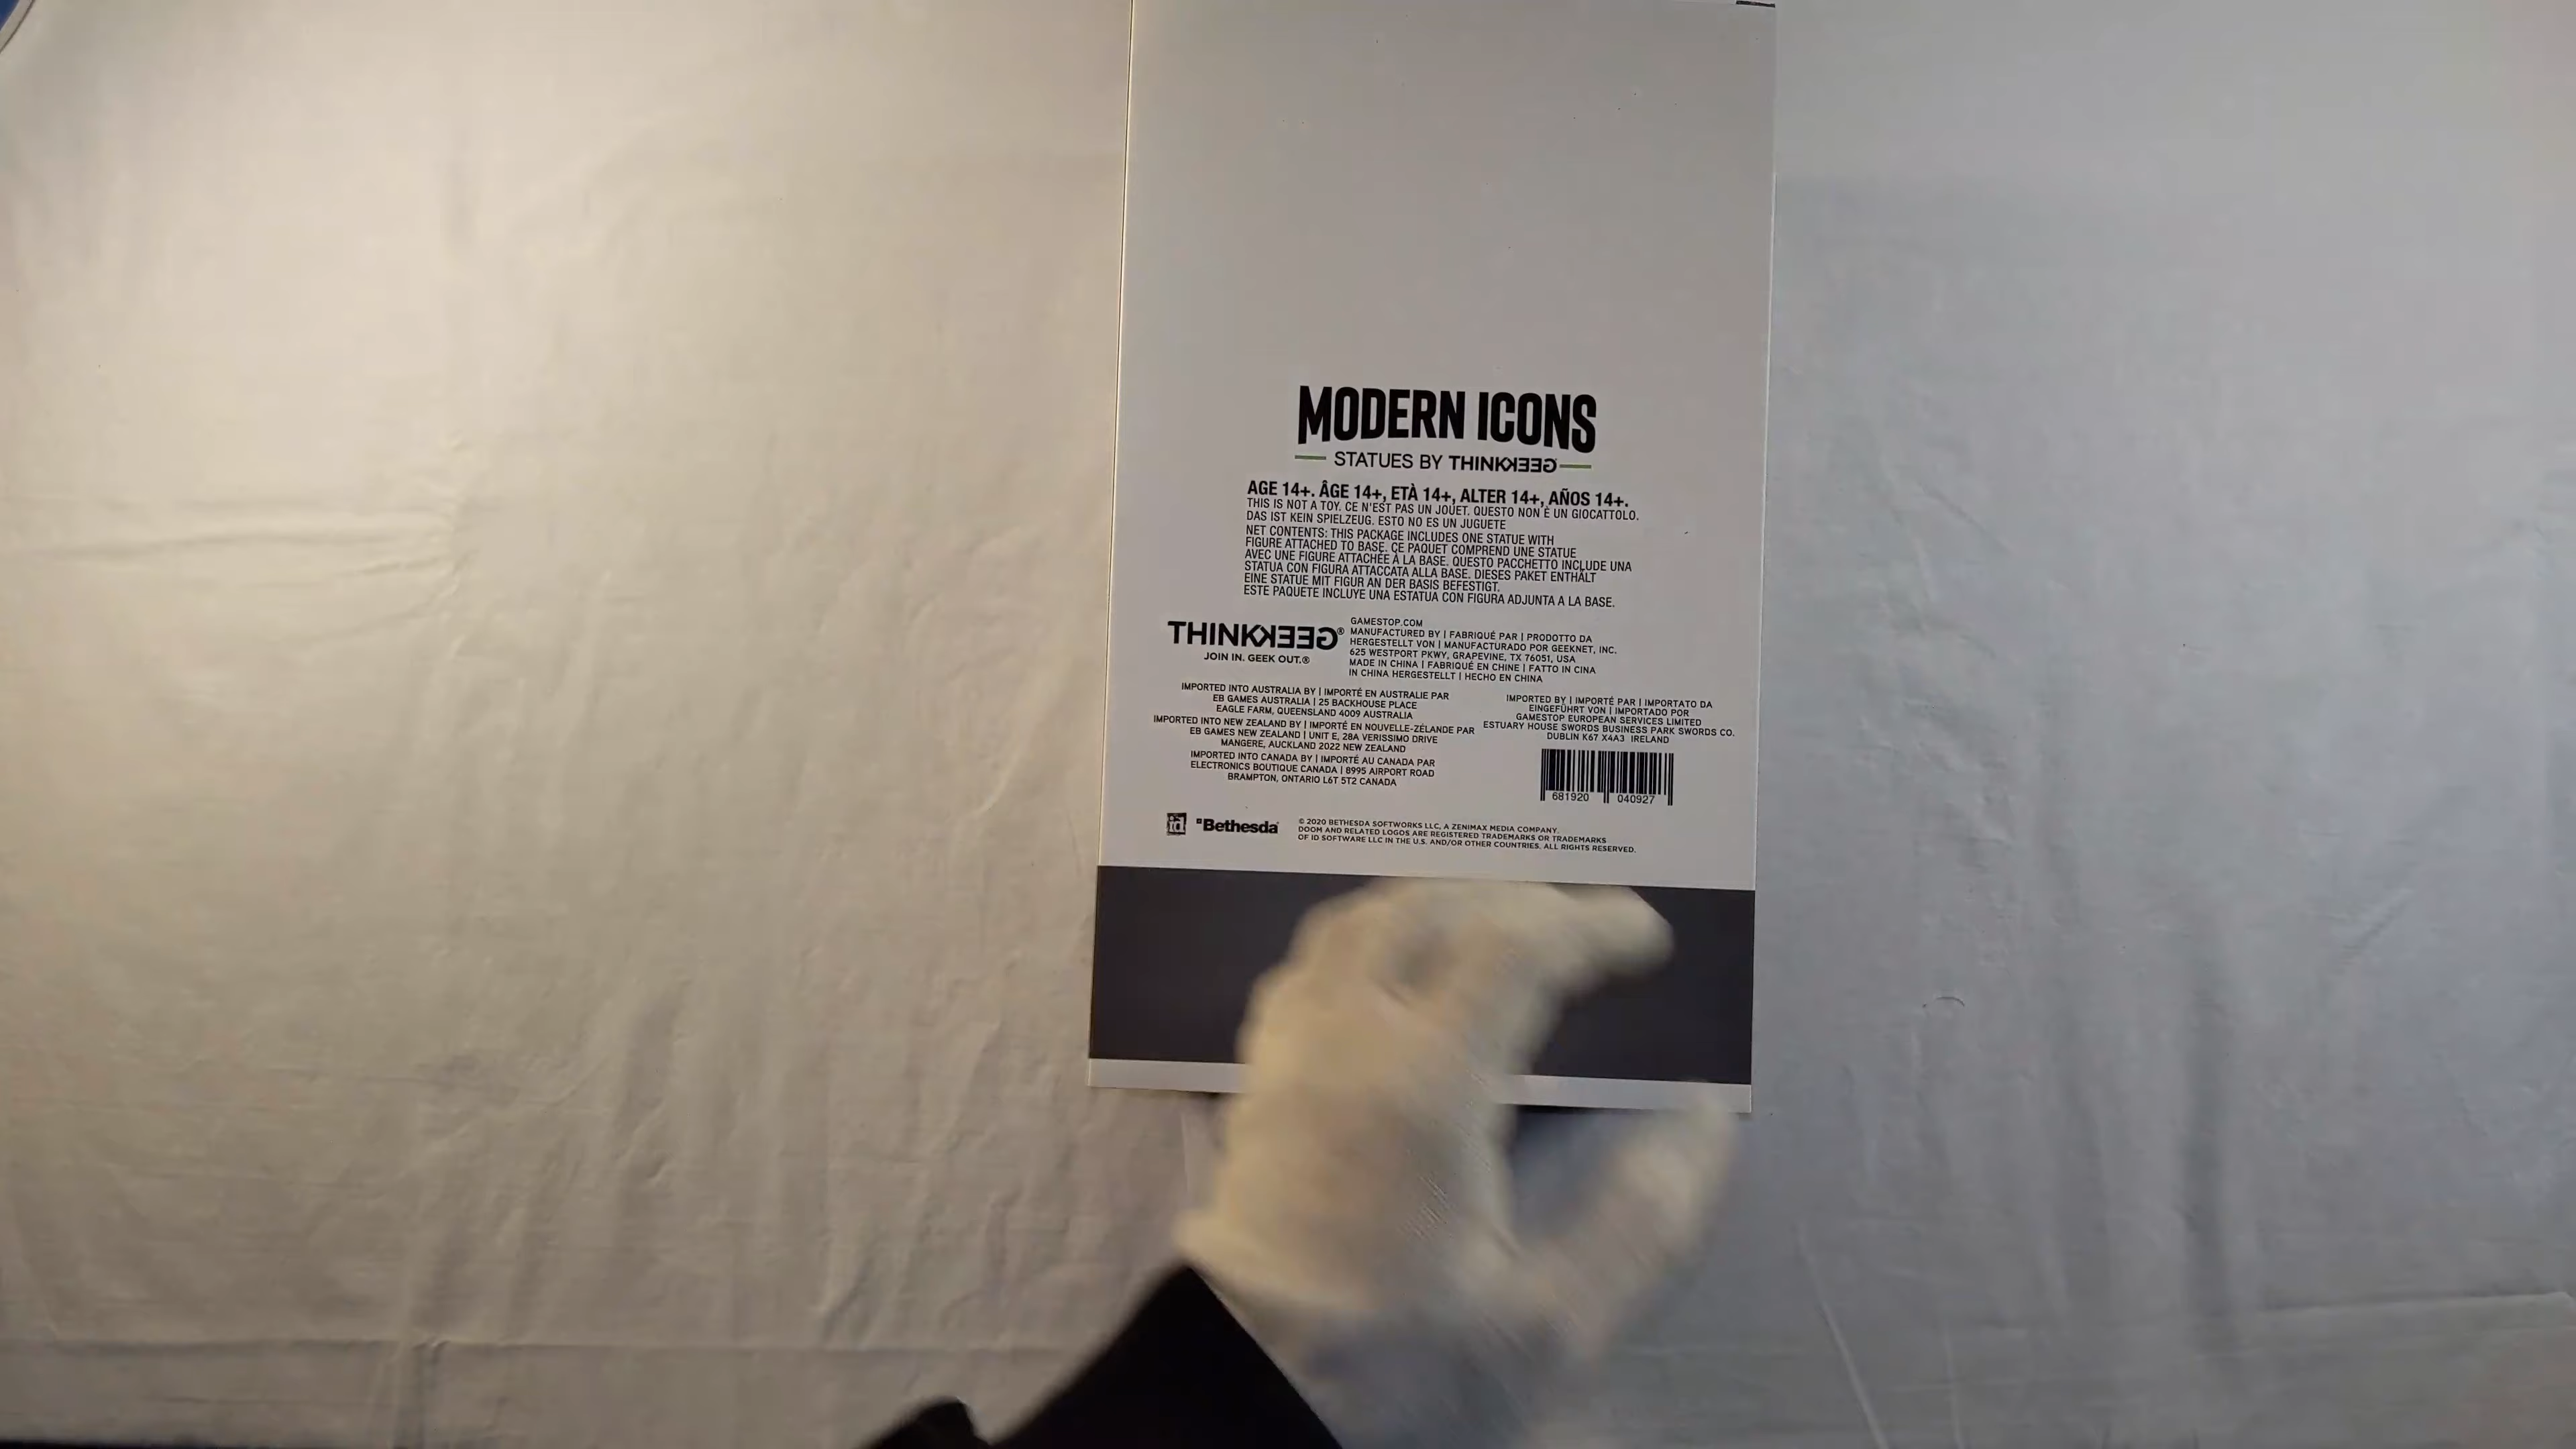 MODERN ICONS
STATUES BY THINKGEEK
AGE 14+. ÂGE 14+, ETÀ 14+, ALTER 14+, AÑOS 14+.
THIS IS NOT A TOY. CE N'EST PAS UN JOUET. QUESTO NON È UN GIOCATTOLO.
DAS IST KEIN SPIELZEUG. ESTO NO ES UN JUGUETE
NET CONTENTS: THIS PACKAGE INCLUDES ONE STATUE WITH
FIGURE ATTACHED TO BASE. CE PAQUET COMPREND UNE STATUE
AVEC UNE FIGURE ATTACHÉE À LA BASE. QUESTO PACCHETTO INCLUDE UNA
STATUA CON FIGURA ATTACCATA ALLA BASE. DIESES PAKET ENTHÄLT
EINE STATUE MIT FIGUR AN DER BASIS BEFESTIGT.
ESTE PAQUETE INCLUYE UNA ESTATUA CON FIGURA ADJUNTA A LA BASE.
THINKGEEK®
JOIN IN. GEEK OUT.®
GAMESTOP.COM
MANUFACTURED BY | FABRIQUÉ PAR | PRODOTTO DA
HERGESTELLT VON | MANUFACTURADO POR GEEKNET, INC.
625 WESTPORT PKWY, GRAPEVINE, TX 76051, USA
MADE IN CHINA | FABRIQUÉ EN CHINE | FATTO IN CINA
IN CHINA HERGESTELLT | HECHO EN CHINA
IMPORTED INTO AUSTRALIA BY | IMPORTÉ EN AUSTRALIE PAR
EB GAMES AUSTRALIA | 25 BACKHOUSE PLACE
EAGLE FARM, QUEENSLAND 4009 AUSTRALIA
IMPORTED INTO NEW ZEALAND BY | IMPORTÉ EN NOUVELLE-ZÉLANDE PAR
EB GAMES NEW ZEALAND | UNIT E, 28A VERISSIMO DRIVE
MANGERE, AUCKLAND 2022 NEW ZEALAND
IMPORTED INTO CANADA BY | IMPORTÉ AU CANADA PAR
ELECTRONICS BOUTIQUE CANADA | 8995 AIRPORT ROAD
BRAMPTON, ONTARIO L6T 5T2 CANADA
IMPORTED BY | IMPORTÉ PAR | IMPORTATO DA
EINGEFÜHRT VON | IMPORTADO POR
GAMESTOP EUROPEAN SERVICES LIMITED
ESTUARY HOUSE SWORDS BUSINESS PARK SWORDS CO.
DUBLIN K67 X4A3 IRELAND
681920 040927
id Bethesda
© 2020 BETHESDA SOFTWORKS LLC, A ZENIMAX MEDIA COMPANY.
DOOM AND RELATED LOGOS ARE REGISTERED TRADEMARKS OR TRADEMARKS
OF ID SOFTWARE LLC IN THE U.S. AND/OR OTHER COUNTRIES. ALL RIGHTS RESERVED.